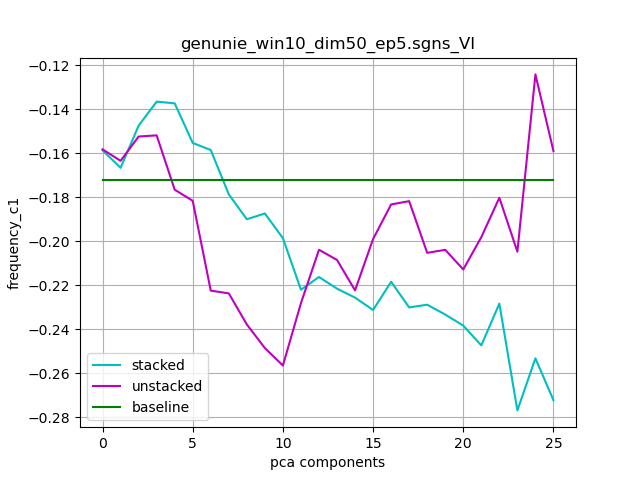 genunie_win10_dim50_ep5.sgns_VI
−0.12
−0.14
−0.16
−0.18
−0.20
−0.22
−0.24
−0.26
−0.28
frequency_c1
stacked
unstacked
baseline
0
5
10
15
20
25
pca components